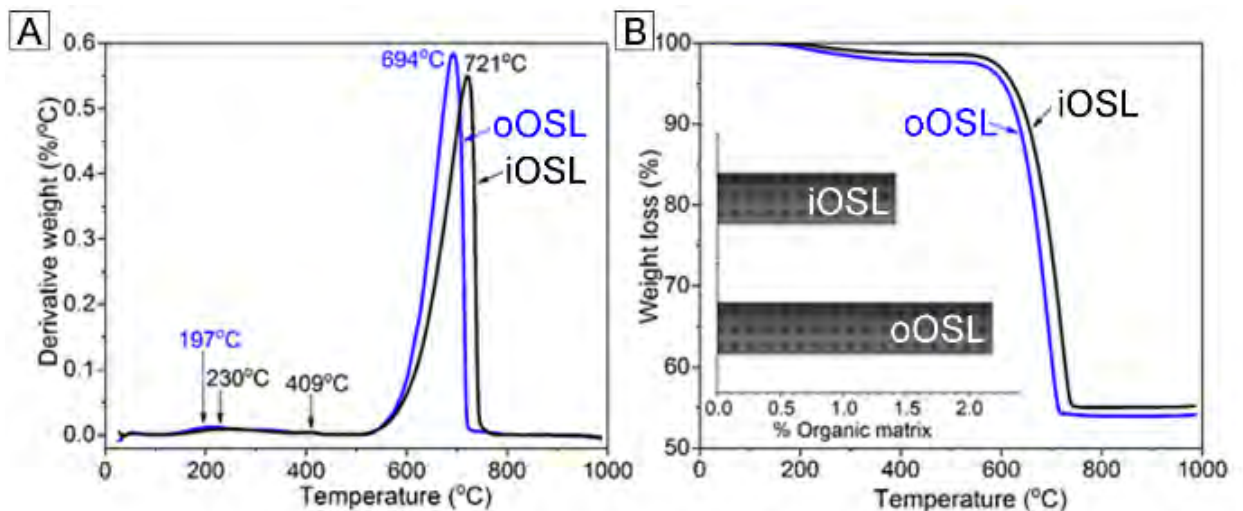 A
0.6
0.5
0.4
0.3
0.2
0.1
0.0
Derivative weight (%/°C)
694°C
721°C
oOSL
iOSL
197°C
230°C
409°C
0 200 400 600 800 1000
Temperature (°C)
B
100
90
80
70
60
50
Weight loss (%)
oOSL
iOSL
iOSL
oOSL
0.0 0.5 1.0 1.5 2.0
% Organic matrix
0 200 400 600 800 1000
Temperature (°C)